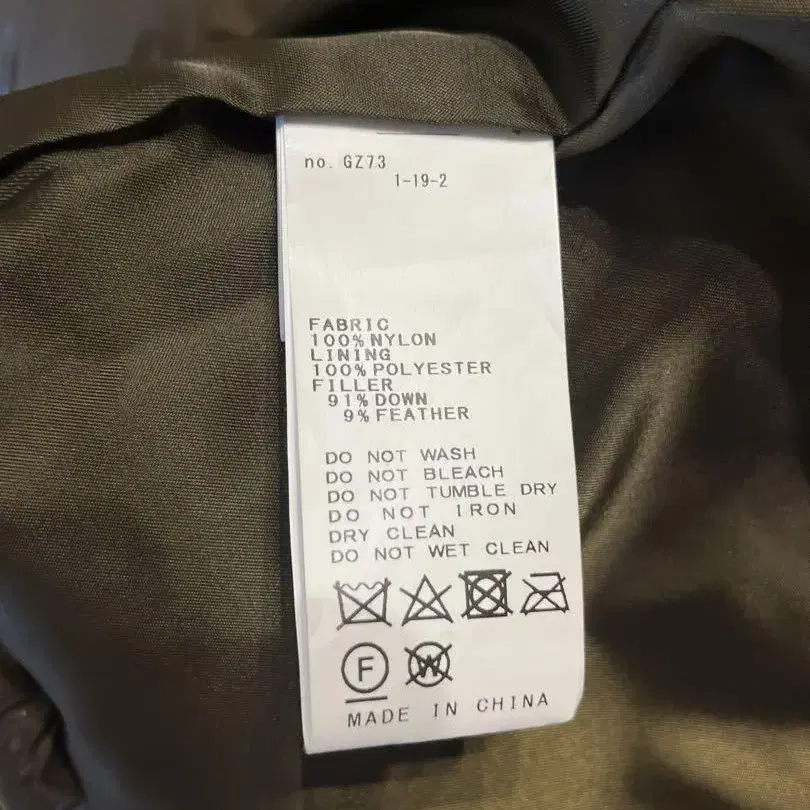 no. GZ73
1-19-2
FABRIC
100% NYLON
LINING
100% POLYESTER
FILLER
91% DOWN
9% FEATHER
DO NOT WASH
DO NOT BLEACH
DO NOT TUMBLE DRY
DO NOT IRON
DRY CLEAN
DO NOT WET CLEAN
F W
MADE IN CHINA